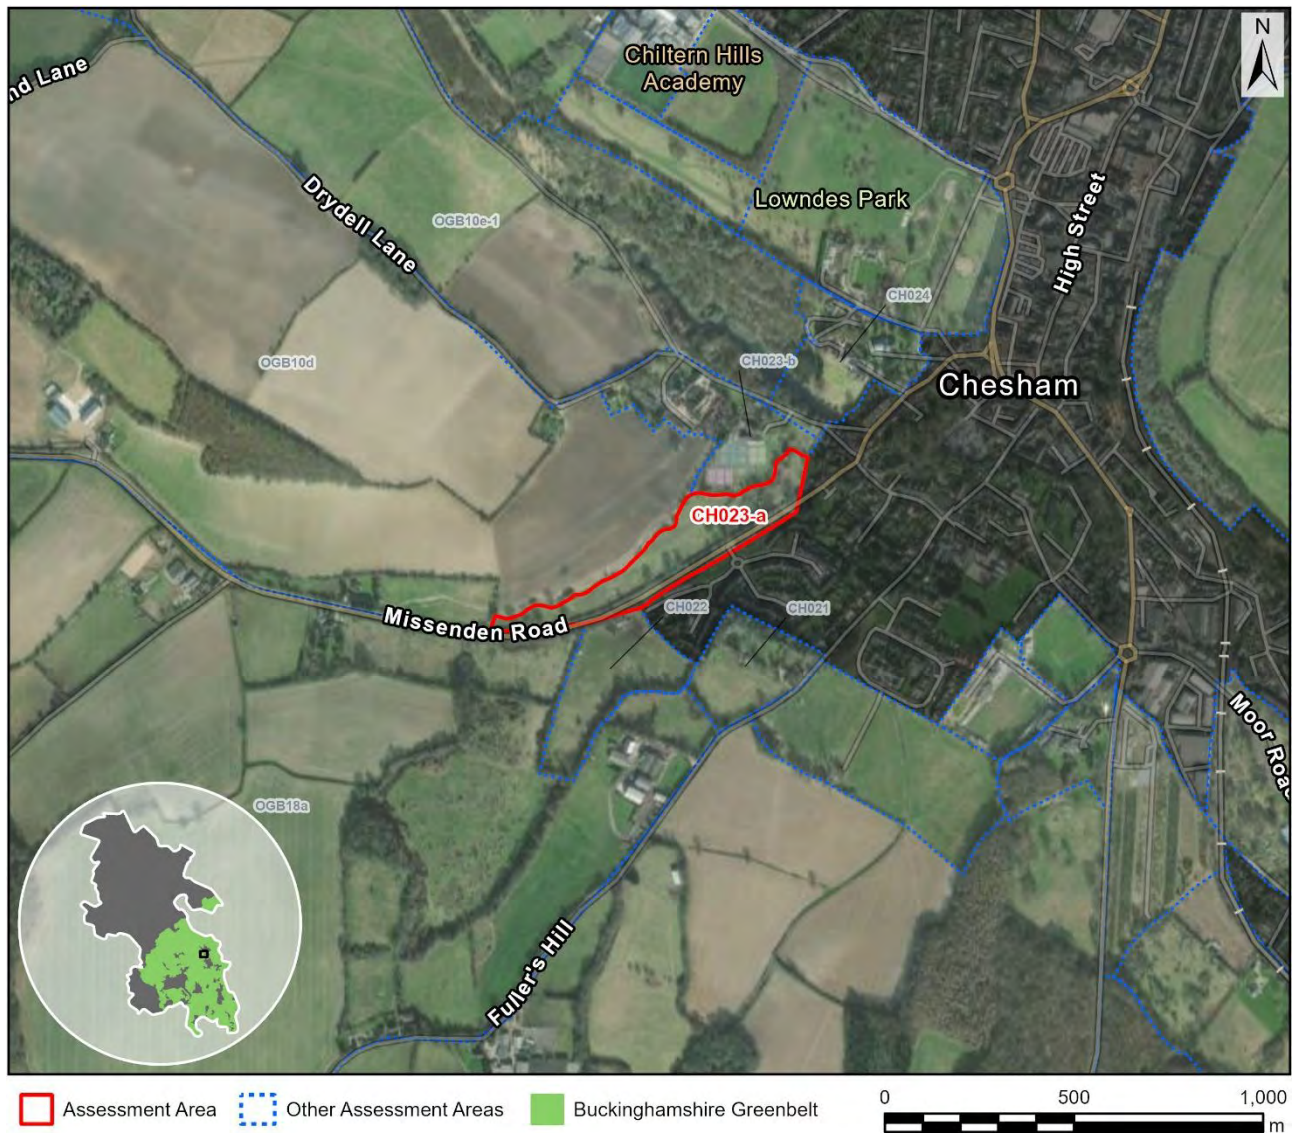 N
Chiltern Hills
Academy
nd Lane
Drydell Lane
OGB10e-1
Lowndes Park
High Street
CH024
OGB10d
CH023-b
Chesham
CH023-a
Missenden Road
CH022
CH021
Moor Road
OGB18a
Fuller's Hill
Assessment Area
Other Assessment Areas
Buckinghamshire Greenbelt
0 500 1,000
m